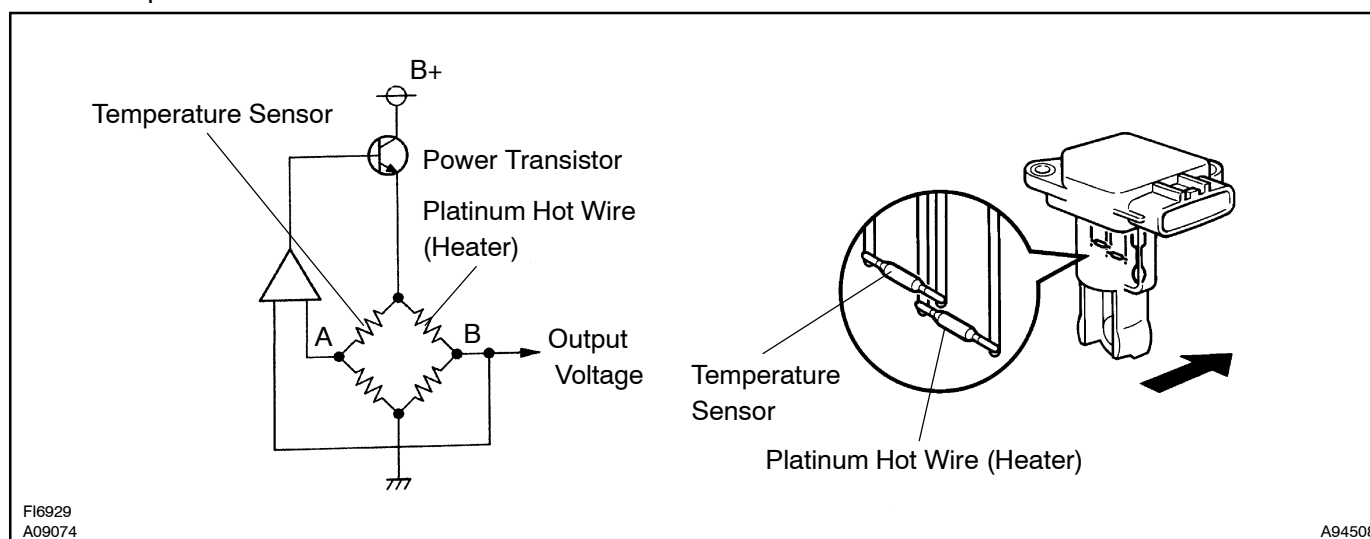 B+
Temperature Sensor
Power Transistor
Platinum Hot Wire
(Heater)
A
B
Output
Voltage
Temperature
Sensor
Platinum Hot Wire (Heater)
FI6929
A09074
A94508